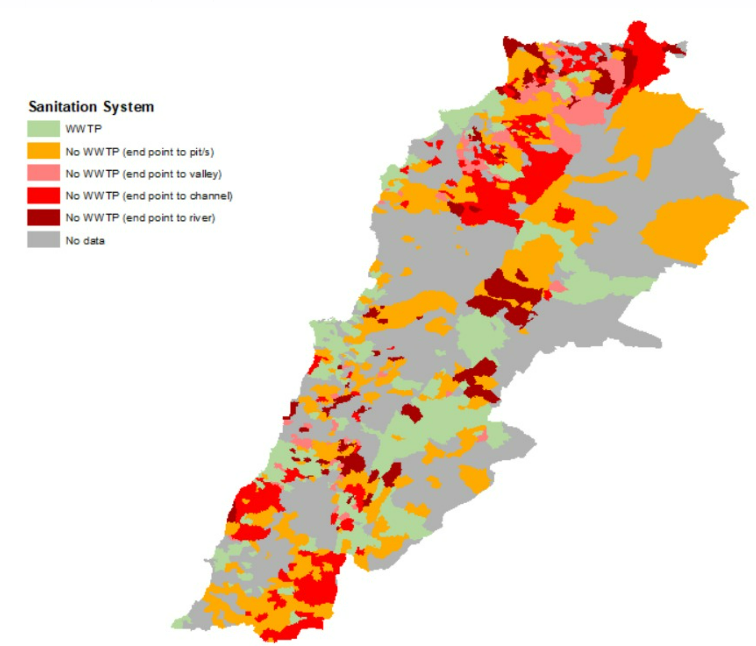 Sanitation System
WWTP
No WWTP (end point to pit/s)
No WWTP (end point to valley)
No WWTP (end point to channel)
No WWTP (end point to river)
No data